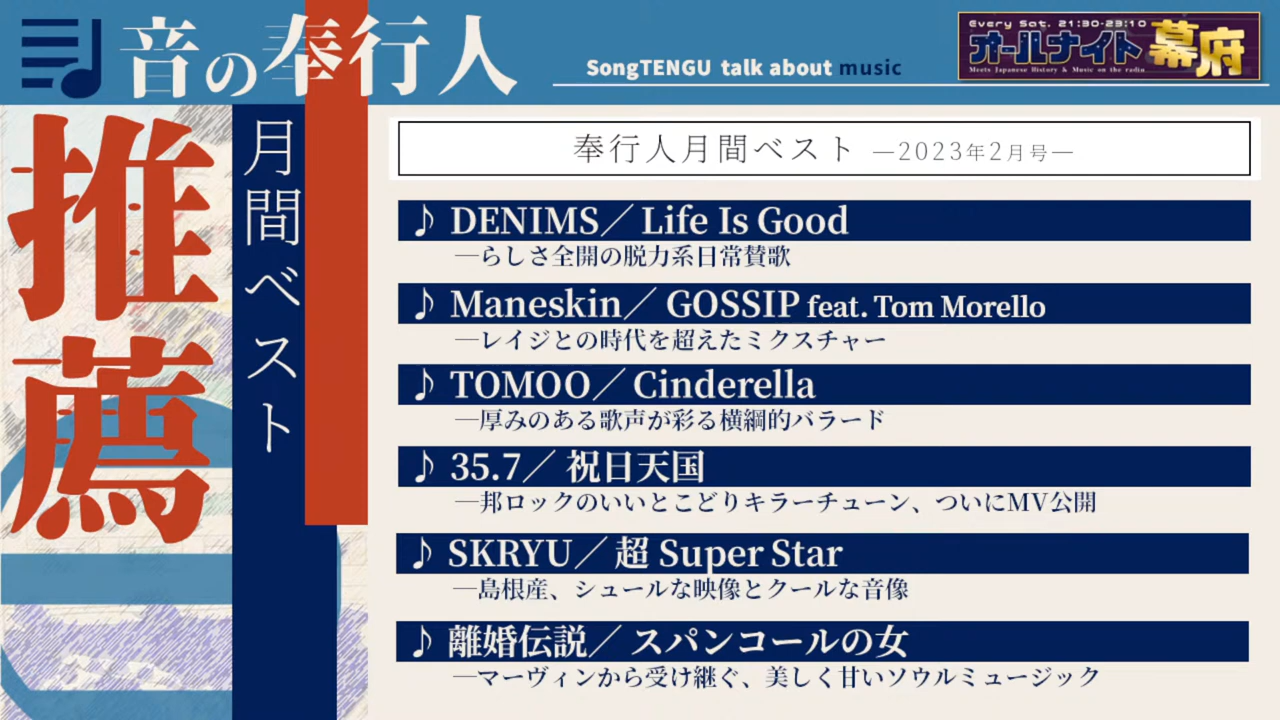 音の奉行人
SongTENGU talk about music
Every Sat. 21:30-23:10
オールナイト幕府
Meets Japanese History & Music on the radio
推薦
月間ベスト
奉行人月間ベスト ―2023年2月号―
♪ DENIMS／Life Is Good
―らしさ全開の脱力系日常賛歌
♪ Maneskin／ GOSSIP feat. Tom Morello
―レイジとの時代を超えたミクスチャー
♪ TOMOO／Cinderella
―厚みのある歌声が彩る横綱的バラード
♪ 35.7／ 祝日天国
―邦ロックのいいとこどりキラーチューン、ついにMV公開
♪ SKRYU／超 Super Star
―島根産、シュールな映像とクールな音像
♪ 離婚伝説／ スパンコールの女
―マーヴィンから受け継ぐ、美しく甘いソウルミュージック